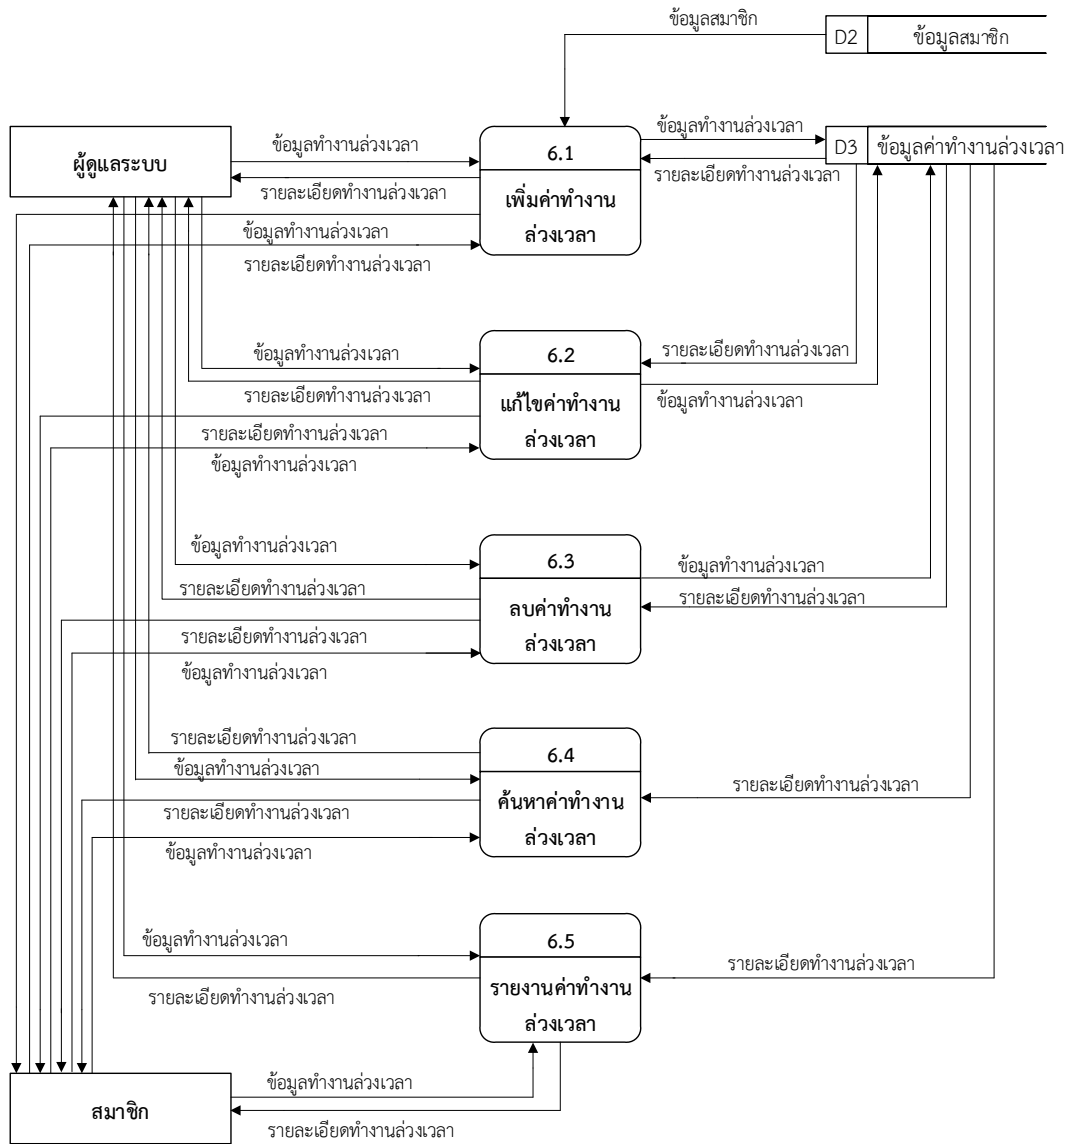 ข้อมูลสมาชิก
D2
ข้อมูลสมาชิก
ผู้ดูแลระบบ
ข้อมูลทำงานล่วงเวลา
รายละเอียดทำงานล่วงเวลา
ข้อมูลทำงานล่วงเวลา
รายละเอียดทำงานล่วงเวลา
6.1
เพิ่มค่าทำงาน
ล่วงเวลา
ข้อมูลทำงานล่วงเวลา
รายละเอียดทำงานล่วงเวลา
D3
ข้อมูลค่าทำงานล่วงเวลา
ข้อมูลทำงานล่วงเวลา
รายละเอียดทำงานล่วงเวลา
รายละเอียดทำงานล่วงเวลา
ข้อมูลทำงานล่วงเวลา
6.2
แก้ไขค่าทำงาน
ล่วงเวลา
รายละเอียดทำงานล่วงเวลา
ข้อมูลทำงานล่วงเวลา
ข้อมูลทำงานล่วงเวลา
รายละเอียดทำงานล่วงเวลา
รายละเอียดทำงานล่วงเวลา
ข้อมูลทำงานล่วงเวลา
6.3
ลบค่าทำงาน
ล่วงเวลา
ข้อมูลทำงานล่วงเวลา
รายละเอียดทำงานล่วงเวลา
รายละเอียดทำงานล่วงเวลา
ข้อมูลทำงานล่วงเวลา
รายละเอียดทำงานล่วงเวลา
ข้อมูลทำงานล่วงเวลา
6.4
ค้นหาค่าทำงาน
ล่วงเวลา
รายละเอียดทำงานล่วงเวลา
ข้อมูลทำงานล่วงเวลา
รายละเอียดทำงานล่วงเวลา
6.5
รายงานค่าทำงาน
ล่วงเวลา
รายละเอียดทำงานล่วงเวลา
สมาชิก
ข้อมูลทำงานล่วงเวลา
รายละเอียดทำงานล่วงเวลา